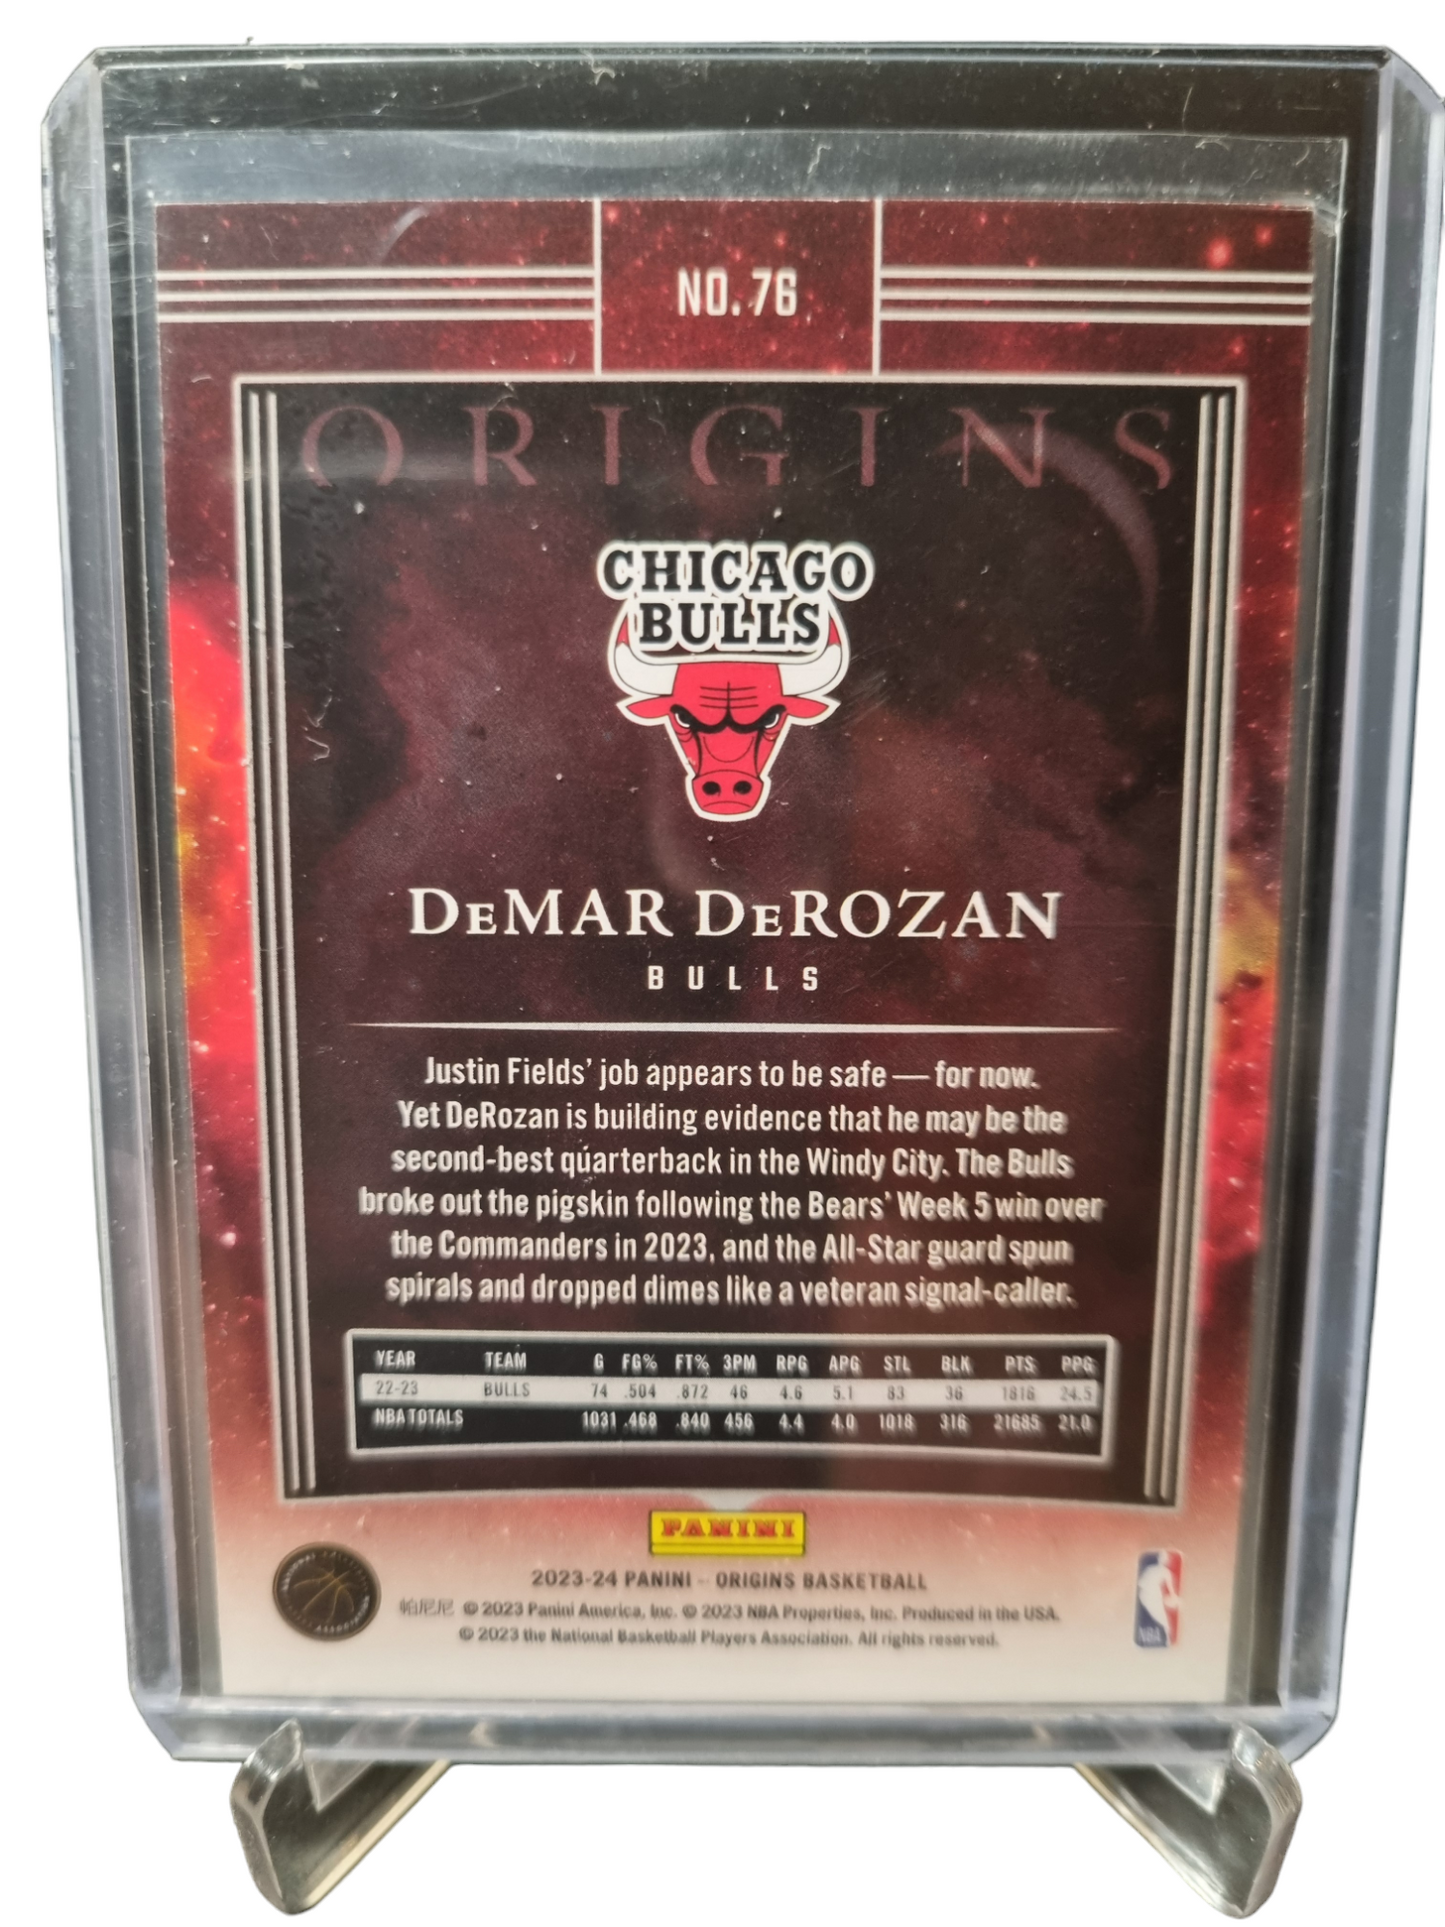 NO. 76
ORIGINS
CHICAGO
BULLS
DeMAR DeROZAN
BULLS
Justin Fields' job appears to be safe — for now.
Yet DeRozan is building evidence that he may be the
second-best quarterback in the Windy City. The Bulls
broke out the pigskin following the Bears' Week 5 win over
the Commanders in 2023, and the All-Star guard spun
spirals and dropped dimes like a veteran signal-caller.
YEAR TEAM G FG% FT% 3PM RPG APG STL BLK PTS PPG
22-23 BULLS 74 .504 .872 46 4.6 5.1 83 36 1816 24.5
NBA TOTALS 1031 .468 .840 456 4.4 4.0 1018 316 21685 21.0
PANINI
2023-24 PANINI – ORIGINS BASKETBALL
帕尼尼 © 2023 Panini America, Inc. © 2023 NBA Properties, Inc. Produced in the USA.
© 2023 the National Basketball Players Association. All rights reserved.
NBA